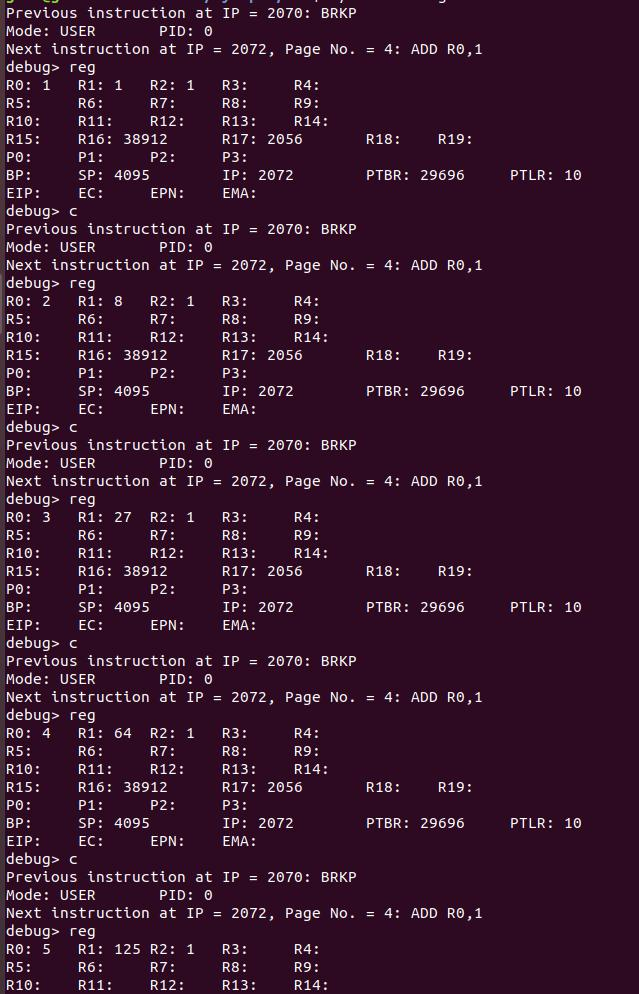 Previous instruction at IP = 2070: BRKP
Mode: USER PID: 0
Next instruction at IP = 2072, Page No. = 4: ADD R0,1
debug> reg
R0: 1 R1: 1 R2: 1 R3: R4:
R5: R6: R7: R8: R9:
R10: R11: R12: R13: R14:
R15: R16: 38912 R17: 2056 R18: R19:
P0: P1: P2: P3:
BP: SP: 4095 IP: 2072 PTBR: 29696 PTLR: 10
EIP: EC: EPN: EMA:
debug> c
Previous instruction at IP = 2070: BRKP
Mode: USER PID: 0
Next instruction at IP = 2072, Page No. = 4: ADD R0,1
debug> reg
R0: 2 R1: 8 R2: 1 R3: R4:
R5: R6: R7: R8: R9:
R10: R11: R12: R13: R14:
R15: R16: 38912 R17: 2056 R18: R19:
P0: P1: P2: P3:
BP: SP: 4095 IP: 2072 PTBR: 29696 PTLR: 10
EIP: EC: EPN: EMA:
debug> c
Previous instruction at IP = 2070: BRKP
Mode: USER PID: 0
Next instruction at IP = 2072, Page No. = 4: ADD R0,1
debug> reg
R0: 3 R1: 27 R2: 1 R3: R4:
R5: R6: R7: R8: R9:
R10: R11: R12: R13: R14:
R15: R16: 38912 R17: 2056 R18: R19:
P0: P1: P2: P3:
BP: SP: 4095 IP: 2072 PTBR: 29696 PTLR: 10
EIP: EC: EPN: EMA:
debug> c
Previous instruction at IP = 2070: BRKP
Mode: USER PID: 0
Next instruction at IP = 2072, Page No. = 4: ADD R0,1
debug> reg
R0: 4 R1: 64 R2: 1 R3: R4:
R5: R6: R7: R8: R9:
R10: R11: R12: R13: R14:
R15: R16: 38912 R17: 2056 R18: R19:
P0: P1: P2: P3:
BP: SP: 4095 IP: 2072 PTBR: 29696 PTLR: 10
EIP: EC: EPN: EMA:
debug> c
Previous instruction at IP = 2070: BRKP
Mode: USER PID: 0
Next instruction at IP = 2072, Page No. = 4: ADD R0,1
debug> reg
R0: 5 R1: 125 R2: 1 R3: R4:
R5: R6: R7: R8: R9:
R10: R11: R12: R13: R14: